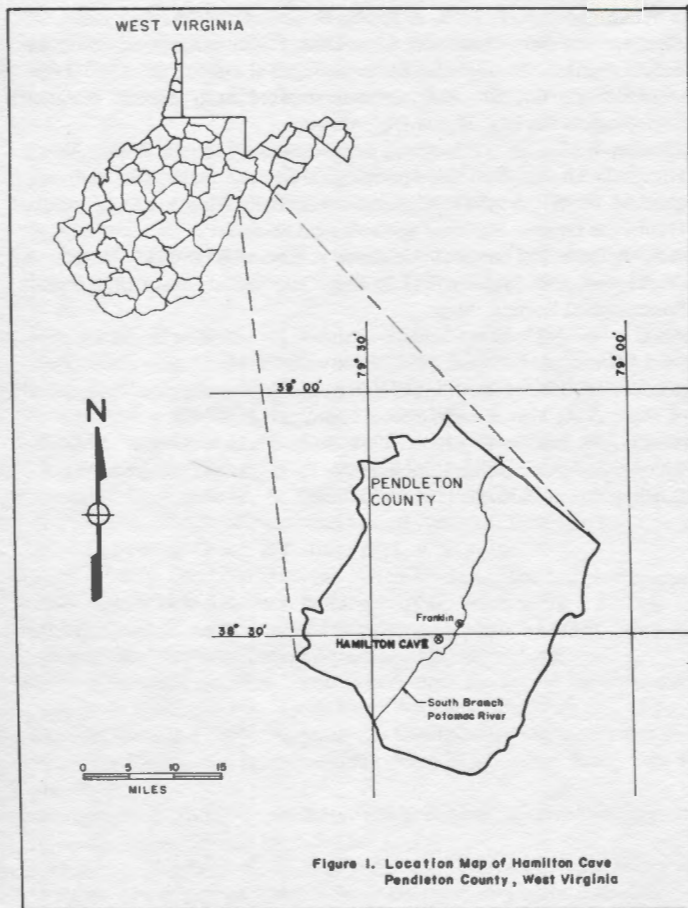 WEST VIRGINIA
79° 30'
79° 00'
39° 00'
N
PENDLETON
COUNTY
Franklin
38° 30'
HAMILTON CAVE
South Branch
Potomac River
0 5 10 15
MILES
Figure 1. Location Map of Hamilton Cave
Pendleton County, West Virginia